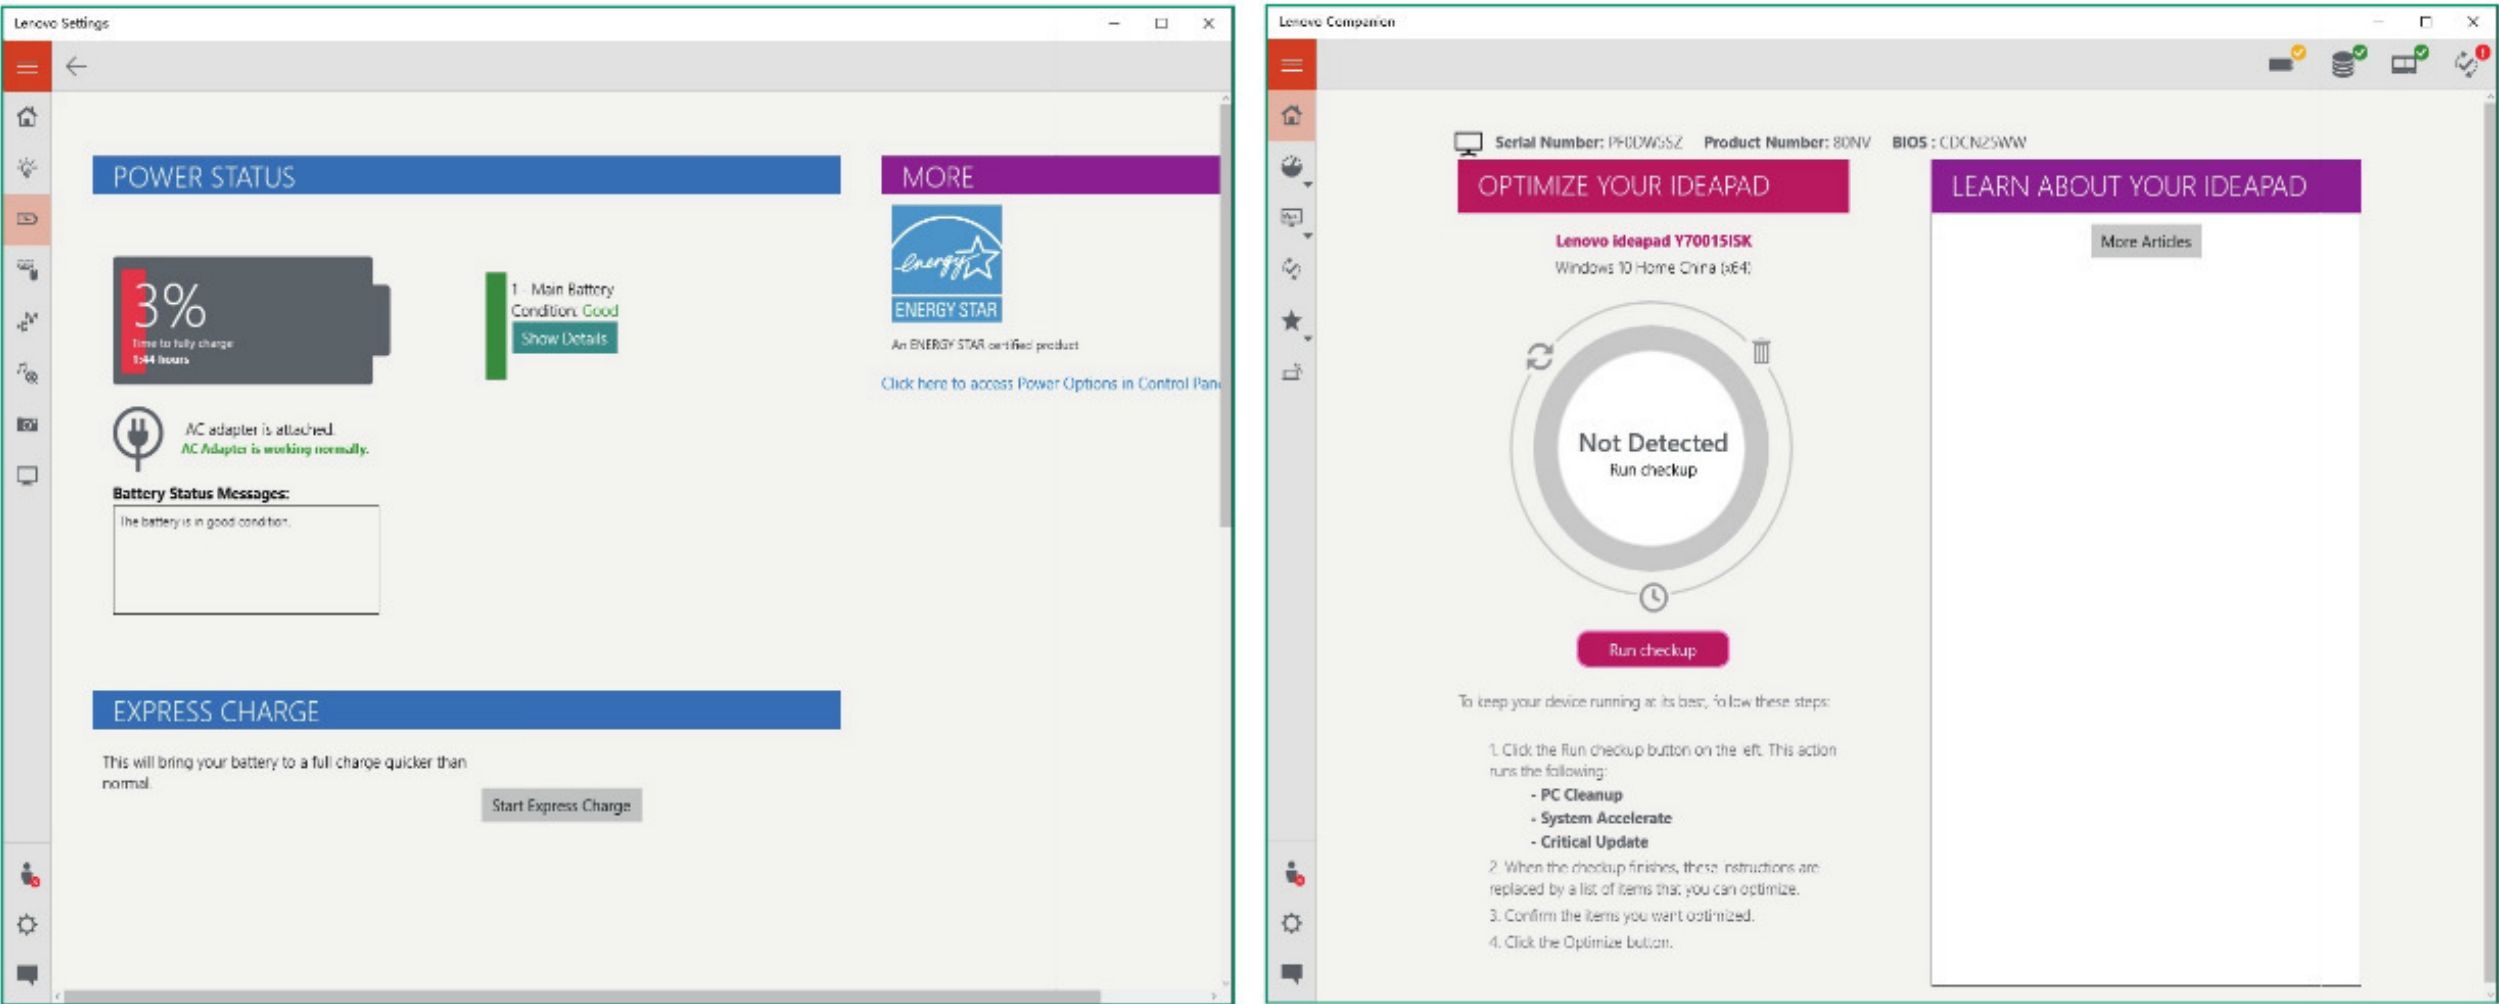 Lenovo Settings
POWER STATUS
3%
Time to fully charge
1:44 hours
1 - Main Battery
Condition: Good
Show Details
AC adapter is attached.
AC Adapter is working normally.
Battery Status Messages:
The battery is in good condition.
MORE
energy
ENERGY STAR
An ENERGY STAR certified product
Click here to access Power Options in Control Pan
EXPRESS CHARGE
This will bring your battery to a full charge quicker than
normal.
Start Express Charge
Lenovo Companion
Serial Number: Product Number: 80NV BIOS : CDCN25WW
OPTIMIZE YOUR IDEAPAD
Lenovo ideapad Y70015ISK
Windows 10 Home China (x64)
Not Detected
Run checkup
Run checkup
To keep your device running at its best, follow these steps:
1. Click the Run checkup button on the left. This action
runs the following:
- PC Cleanup
- System Accelerate
- Critical Update
2. When the checkup finishes, these instructions are
replaced by a list of items that you can optimize.
3. Confirm the items you want optimized.
4. Click the Optimize button.
LEARN ABOUT YOUR IDEAPAD
More Articles